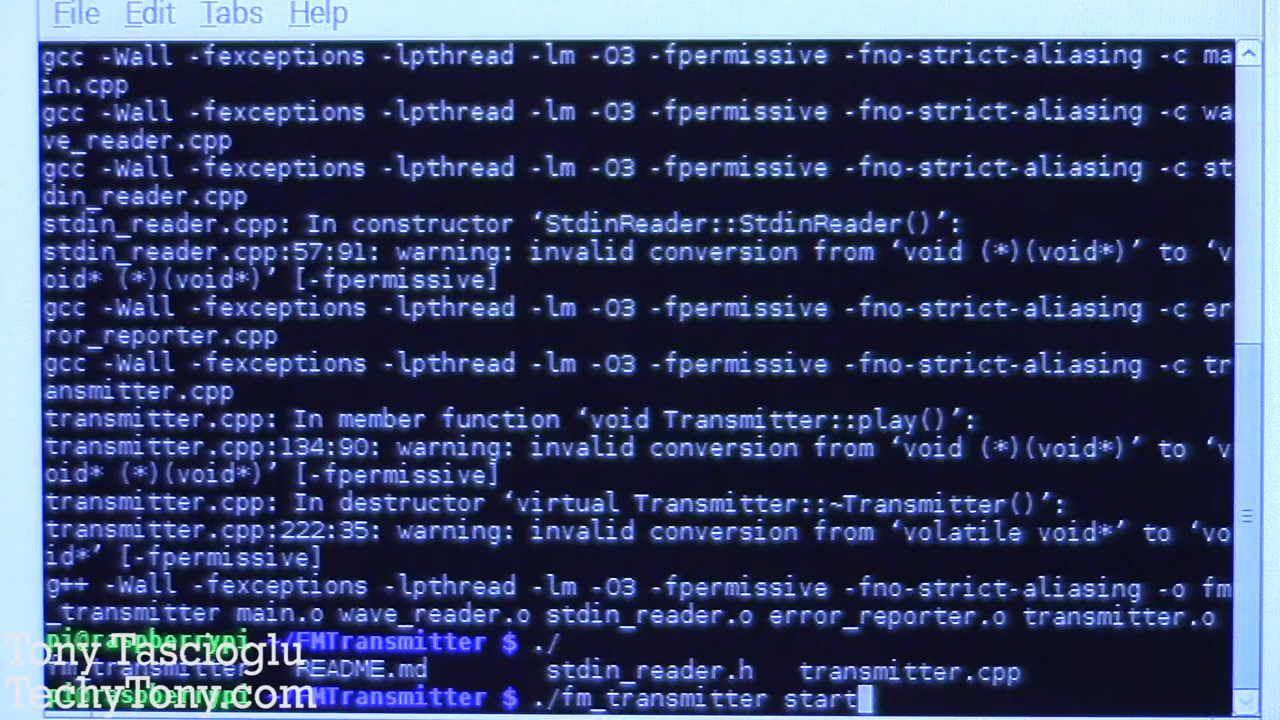 File Edit Tabs Help
gcc -Wall -fexceptions -lpthread -lm -O3 -fpermissive -fno-strict-aliasing -c ma
in.cpp
gcc -Wall -fexceptions -lpthread -lm -O3 -fpermissive -fno-strict-aliasing -c wa
ve_reader.cpp
gcc -Wall -fexceptions -lpthread -lm -O3 -fpermissive -fno-strict-aliasing -c st
din_reader.cpp
stdin_reader.cpp: In constructor ‘StdinReader::StdinReader()’:
stdin_reader.cpp:57:91: warning: invalid conversion from ‘void (*)(void*)’ to ‘v
oid* (*)(void*)’ [-fpermissive]
gcc -Wall -fexceptions -lpthread -lm -O3 -fpermissive -fno-strict-aliasing -c er
ror_reporter.cpp
gcc -Wall -fexceptions -lpthread -lm -O3 -fpermissive -fno-strict-aliasing -c tr
ansmitter.cpp
transmitter.cpp: In member function ‘void Transmitter::play()’:
transmitter.cpp:134:90: warning: invalid conversion from ‘void (*)(void*)’ to ‘v
oid* (*)(void*)’ [-fpermissive]
transmitter.cpp: In destructor ‘virtual Transmitter::~Transmitter()’:
transmitter.cpp:222:35: warning: invalid conversion from ‘volatile void*’ to ‘vo
id*’ [-fpermissive]
g++ -Wall -fexceptions -lpthread -lm -O3 -fpermissive -fno-strict-aliasing -o fm
_transmitter main.o wave_reader.o stdin_reader.o error_reporter.o transmitter.o
pi@raspberrypi ~/FMTransmitter $ ./
fm_transmitter README.md stdin_reader.h transmitter.cpp
pi@raspberrypi ~/FMTransmitter $ ./fm_transmitter start
Tony Tascioglu
TechyTony.com